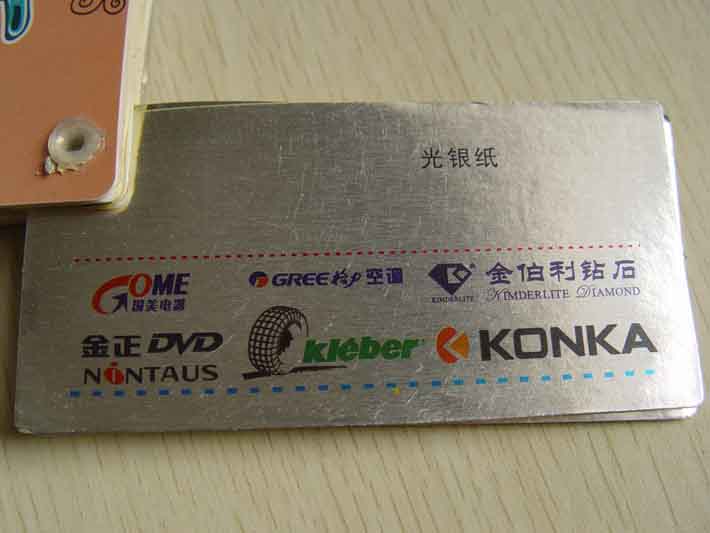 光银纸
GOME
国美电器
GREE格力空调
KIMDERLITE
金伯利钻石
KIMDERLITE DIAMOND
金正DVD
NiNTAUS
kléber
KONKA